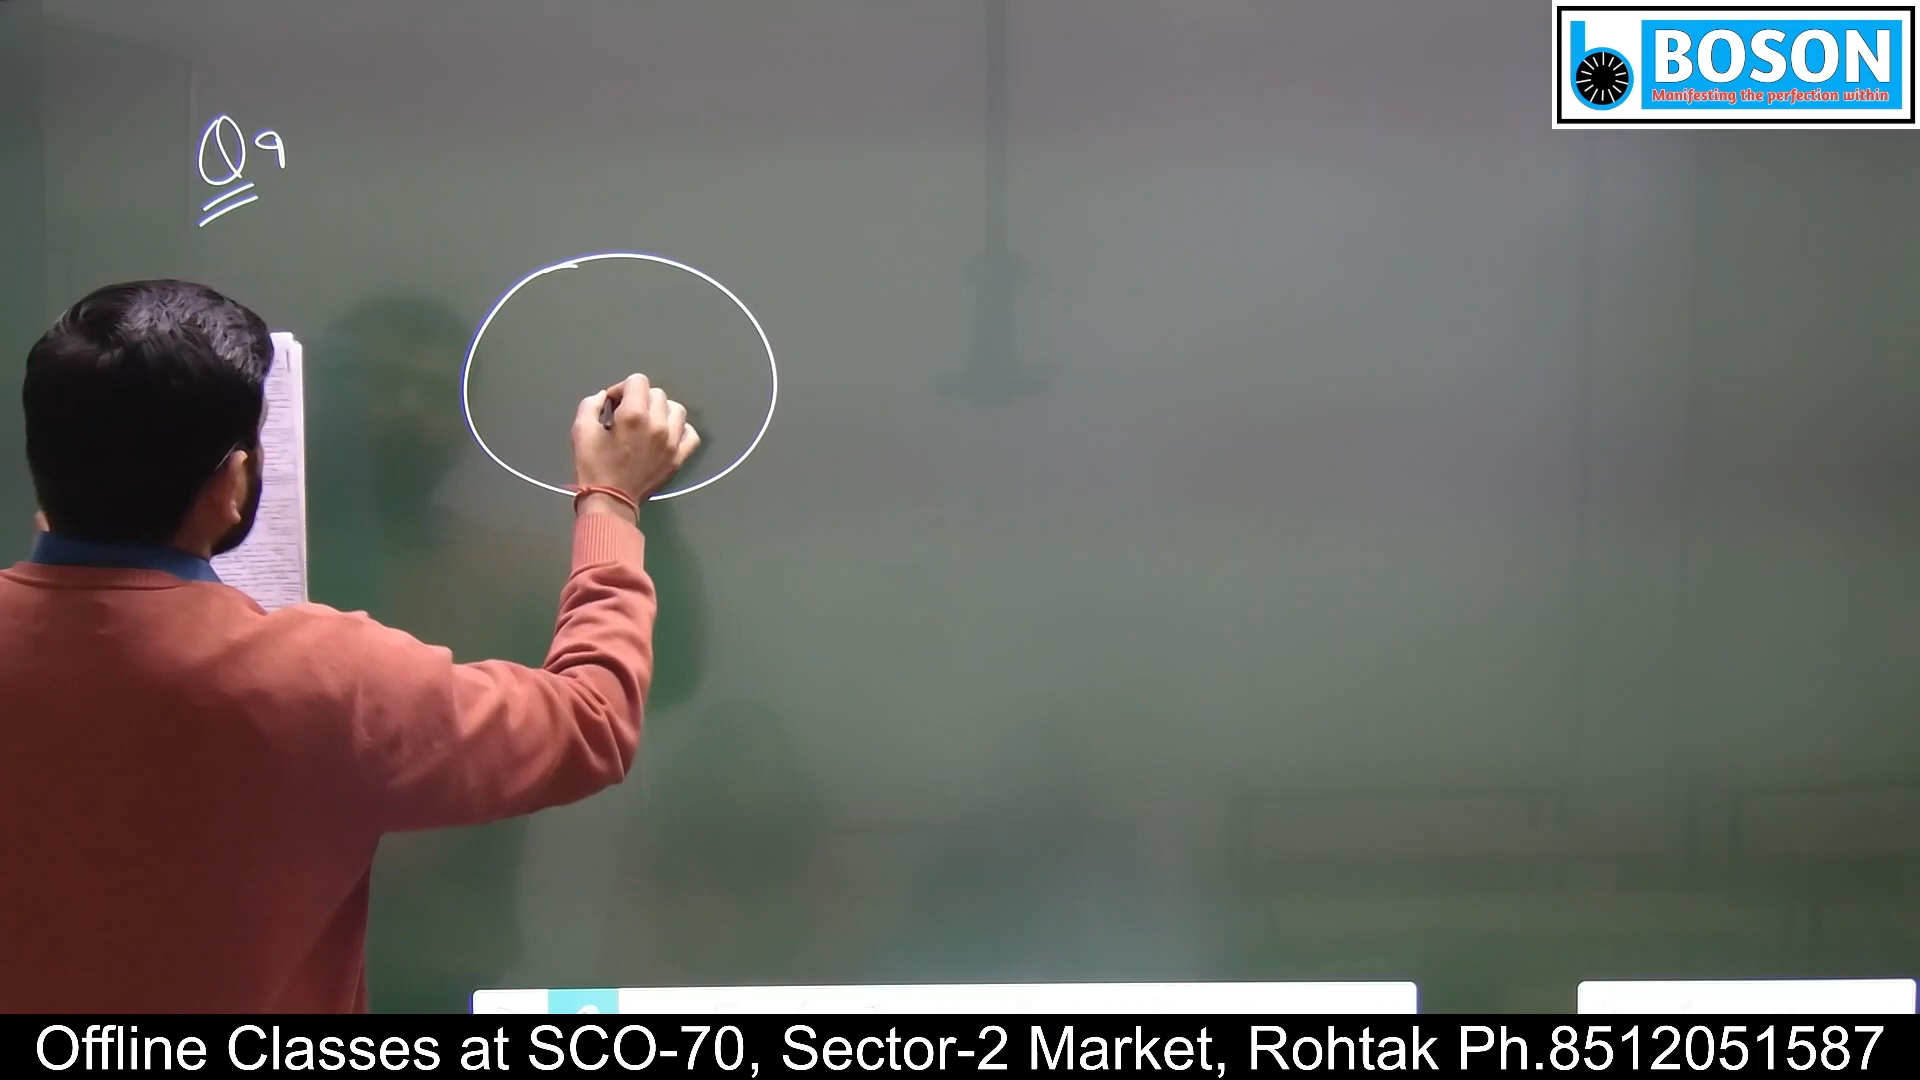 Q9
BOSON
Manifesting the perfection within
Offline Classes at SCO-70, Sector-2 Market, Rohtak Ph.8512051587